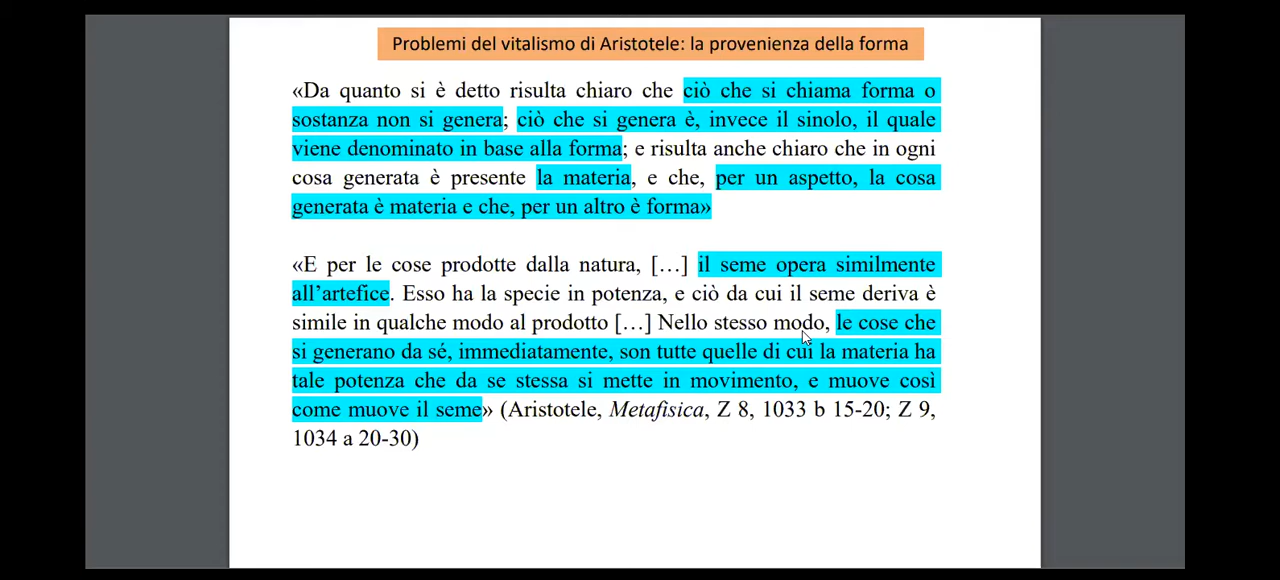 Problemi del vitalismo di Aristotele: la provenienza della forma
«Da quanto si è detto risulta chiaro che ciò che si chiama forma o
sostanza non si genera; ciò che si genera è, invece il sinolo, il quale
viene denominato in base alla forma; e risulta anche chiaro che in ogni
cosa generata è presente la materia, e che, per un aspetto, la cosa
generata è materia e che, per un altro è forma»
«E per le cose prodotte dalla natura, […] il seme opera similmente
all’artefice. Esso ha la specie in potenza, e ciò da cui il seme deriva è
simile in qualche modo al prodotto […] Nello stesso modo, le cose che
si generano da sé, immediatamente, son tutte quelle di cui la materia ha
tale potenza che da se stessa si mette in movimento, e muove così
come muove il seme» (Aristotele, Metafisica, Z 8, 1033 b 15-20; Z 9,
1034 a 20-30)